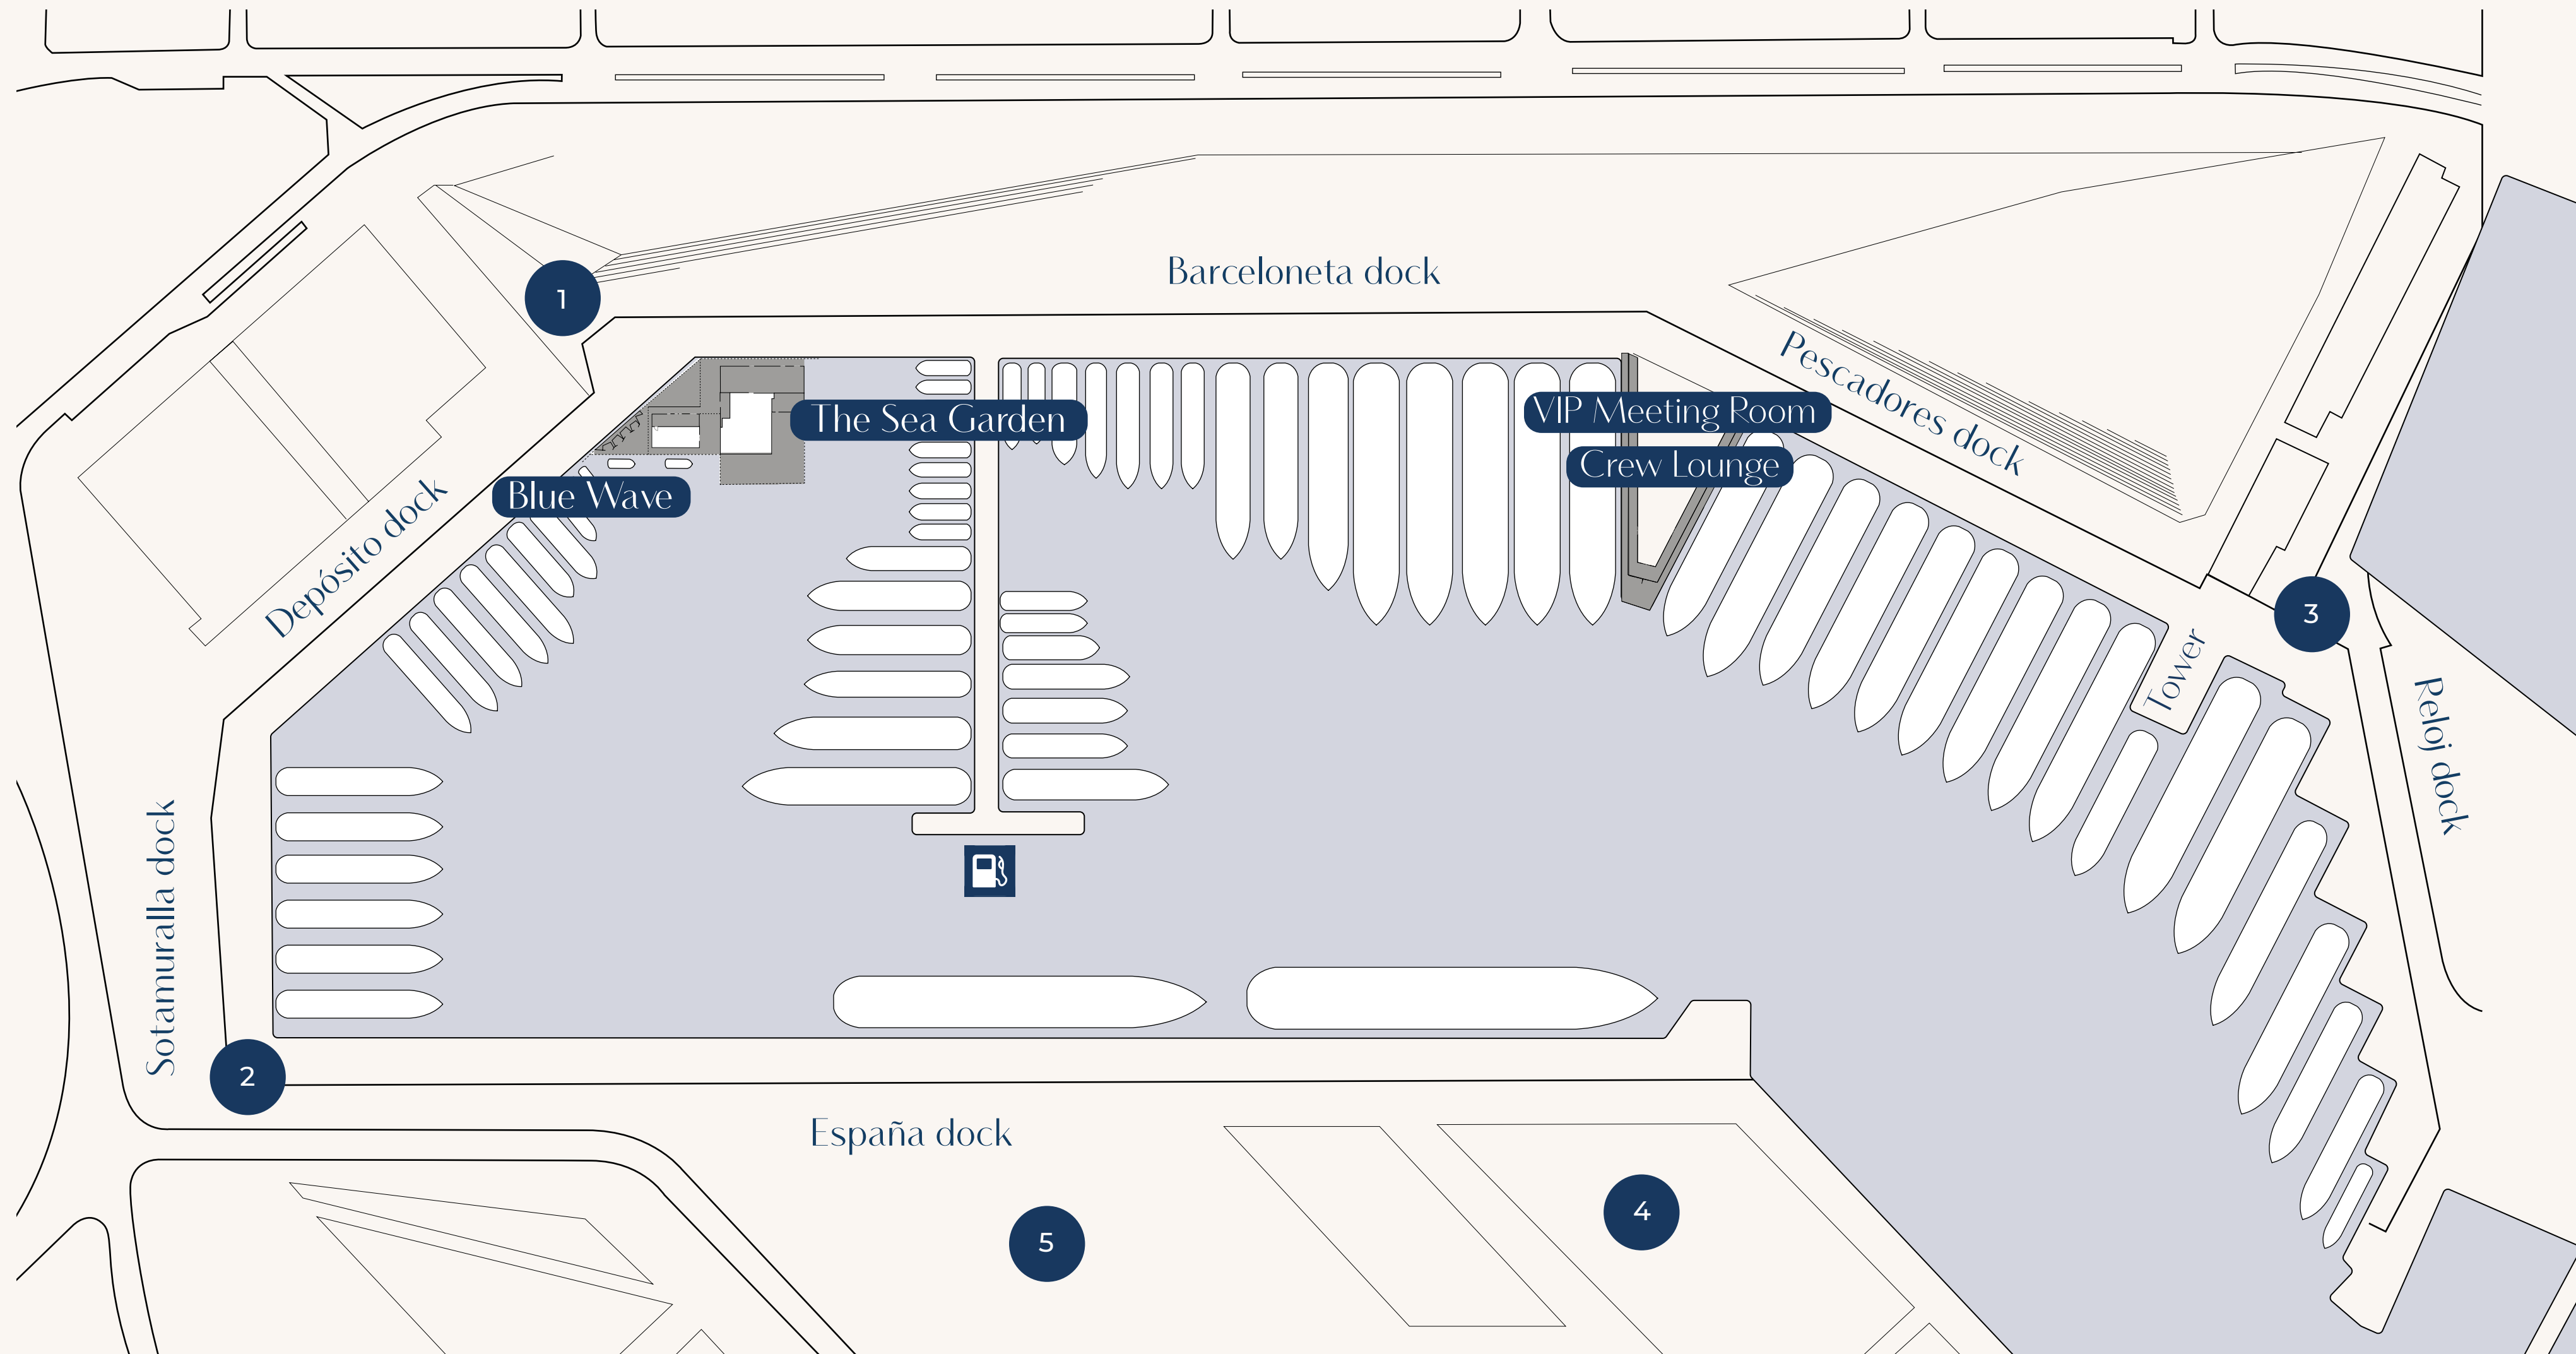 Barceloneta dock
1
Pescadores dock
The Sea Garden
VIP Meeting Room
Crew Lounge
Blue Wave
Depósito dock
3
Tower
Reloj dock
Sotamuralla dock
2
España dock
4
5